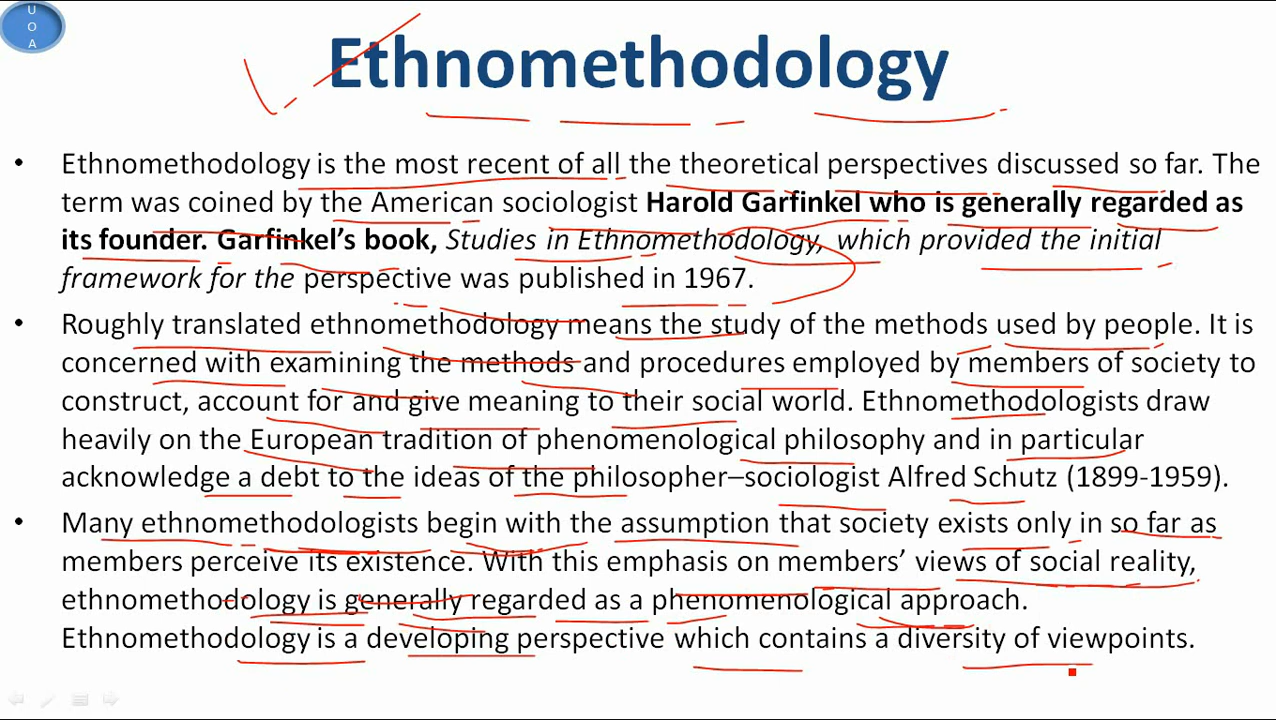 U
O
A
Ethnomethodology
• Ethnomethodology is the most recent of all the theoretical perspectives discussed so far. The
term was coined by the American sociologist Harold Garfinkel who is generally regarded as
its founder. Garfinkel's book, Studies in Ethnomethodology, which provided the initial
framework for the perspective was published in 1967.
• Roughly translated ethnomethodology means the study of the methods used by people. It is
concerned with examining the methods and procedures employed by members of society to
construct, account for and give meaning to their social world. Ethnomethodologists draw
heavily on the European tradition of phenomenological philosophy and in particular
acknowledge a debt to the ideas of the philosopher–sociologist Alfred Schutz (1899-1959).
• Many ethnomethodologists begin with the assumption that society exists only in so far as
members perceive its existence. With this emphasis on members' views of social reality,
ethnomethodology is generally regarded as a phenomenological approach.
Ethnomethodology is a developing perspective which contains a diversity of viewpoints.